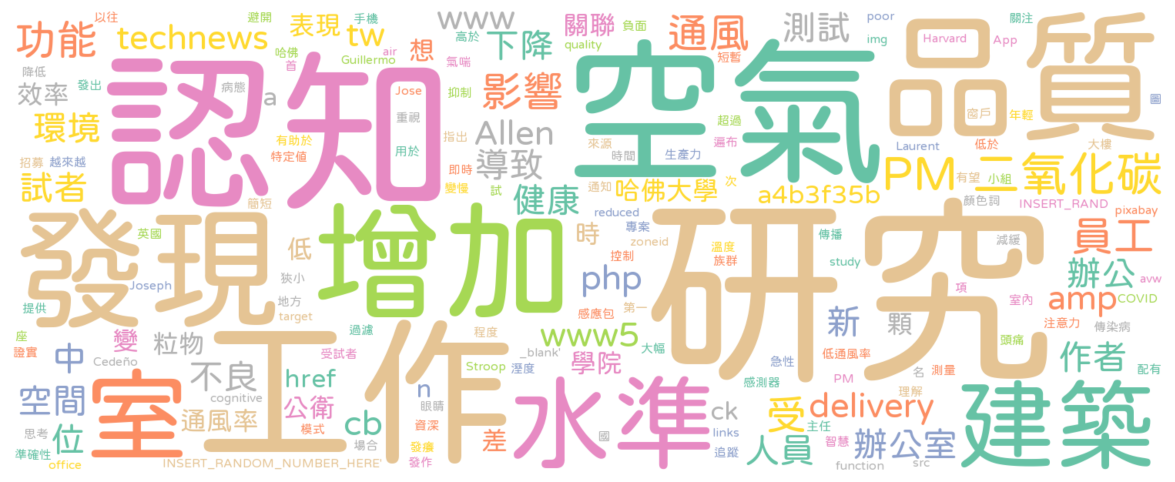 以往 避開 手機 www 關聯 負面 通風 測試 poor 關注
功能 technews 表現 tw 高於 下降 quality img Harvard App
哈佛 air 首 Guillermo 想 氣喘 短暫
降低 發出 病態 Jose 抑制 影響 空氣 品質
效率 a 認知 重視 超過 窗戶 年輕 圖
環境 有助於 指出 Allen 來源 遍布 Laurent 低於 大樓
特定值 用於 即時 導致 時間 生產力
招募 越來越 試者 變慢 試 健康 通知 哈佛大學 次 a4b3f35b PM 有望 小組 二氧化碳
簡短 顏色詞 INSERT_RAND pixabay
發現 英國 低 增加 時 reduced 專案 zoneid 溫度 傳播 研究 減緩 員工
狹小 控制 族群 study 辦公 avw
Joseph 地方 php 項 室內 amp COVID
提供 target 感應包 第一 新 顆 注意力 傳染病
座 證實 中 變 粒物 過濾 工作 程度 _blank' www5 大幅 急性 低通風率 頭痛 作者
Cedeño 受試者 Stroop 溼度 學院 名 測量 配有
空間 室 不良 href n cognitive 水準 感測器 PM 理解 建築
通風率 公衛 眼睛 ck 受 delivery
思考 位 cb 資深 模式 場合 差 發癢 國 links 主任 智慧 辦公室
準確性 office INSERT_RANDOM_NUMBER_HERE' 發作 追蹤 人員 function src